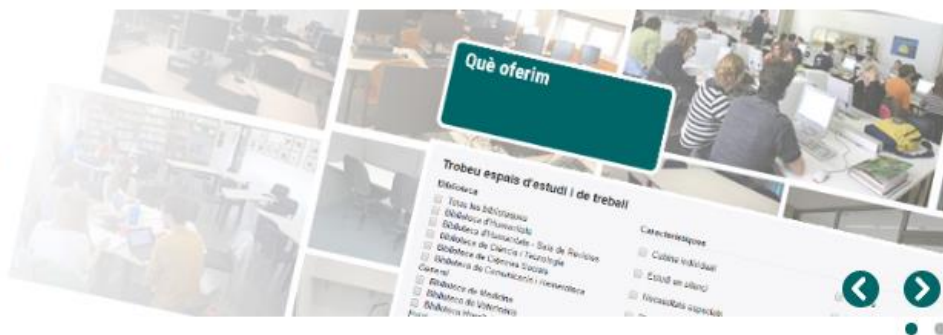 Què oferim
Trobeu espais d'estudi i de treball
Biblioteca
Totes les biblioteques
Biblioteca d'Humanitats
Biblioteca d'Humanitats - Sala de Revistes
Biblioteca de Ciència i Tecnologia
Biblioteca de Ciències Socials
Biblioteca de Comunicació i Hemeroteca
General
Biblioteca de Medicina
Biblioteca de Veterinària
Característiques
Cabina individual
Estudi en silenci
Necessitats especials